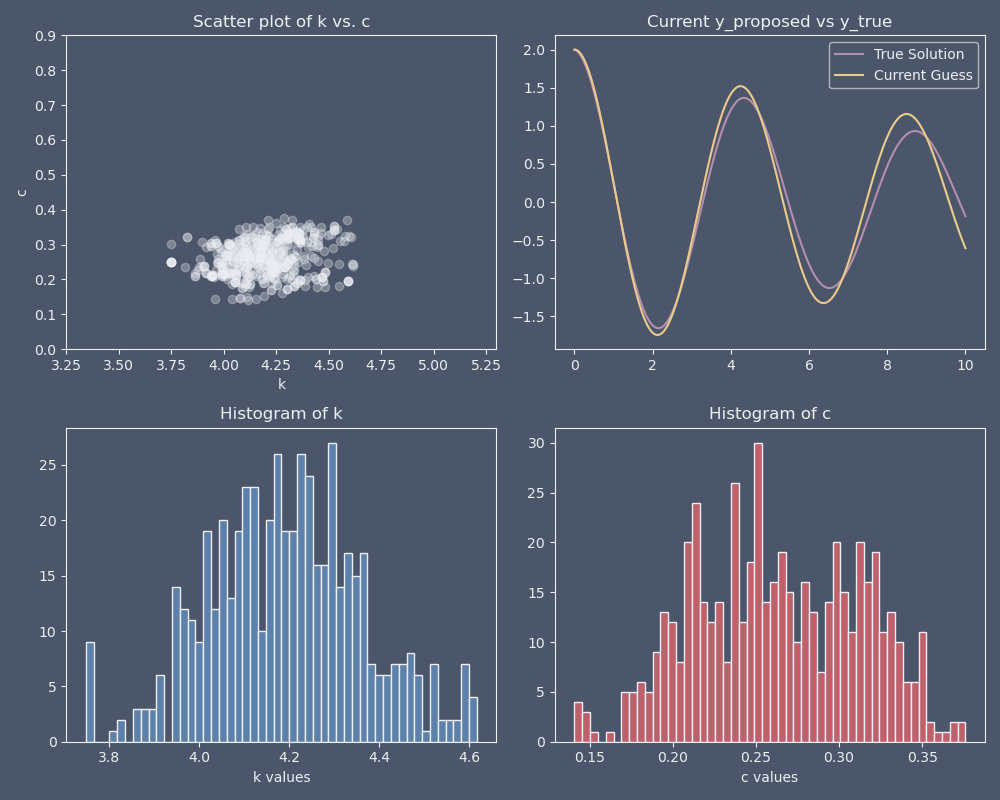 Scatter plot of k vs. c
0.9
0.8
0.7
0.6
0.5
0.4
0.3
0.2
0.1
0.0
c
3.25 3.50 3.75 4.00 4.25 4.50 4.75 5.00 5.25
k
Current y_proposed vs y_true
True Solution
Current Guess
2.0
1.5
1.0
0.5
0.0
−0.5
−1.0
−1.5
0 2 4 6 8 10
Histogram of k
25
20
15
10
5
0
3.8 4.0 4.2 4.4 4.6
k values
Histogram of c
30
25
20
15
10
5
0
0.15 0.20 0.25 0.30 0.35
c values